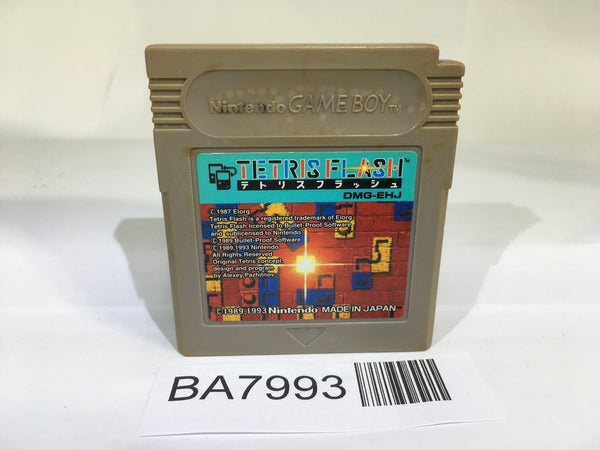 Nintendo GAME BOY TM
TETRIS FLASH
テトリスフラッシュ
DMG-EHJ
© 1987 Elorg
Tetris Flash is a registered trademark of Elorg
Tetris Flash licensed to Bullet-Proof Software
and sublicensed to Nintendo
© 1989 Bullet-Proof Software
© 1989,1993 Nintendo
All Rights Reserved
Original Tetris concept,
design and program
by Alexey Pazhitnov
© 1989,1993 Nintendo MADE IN JAPAN
BA7993